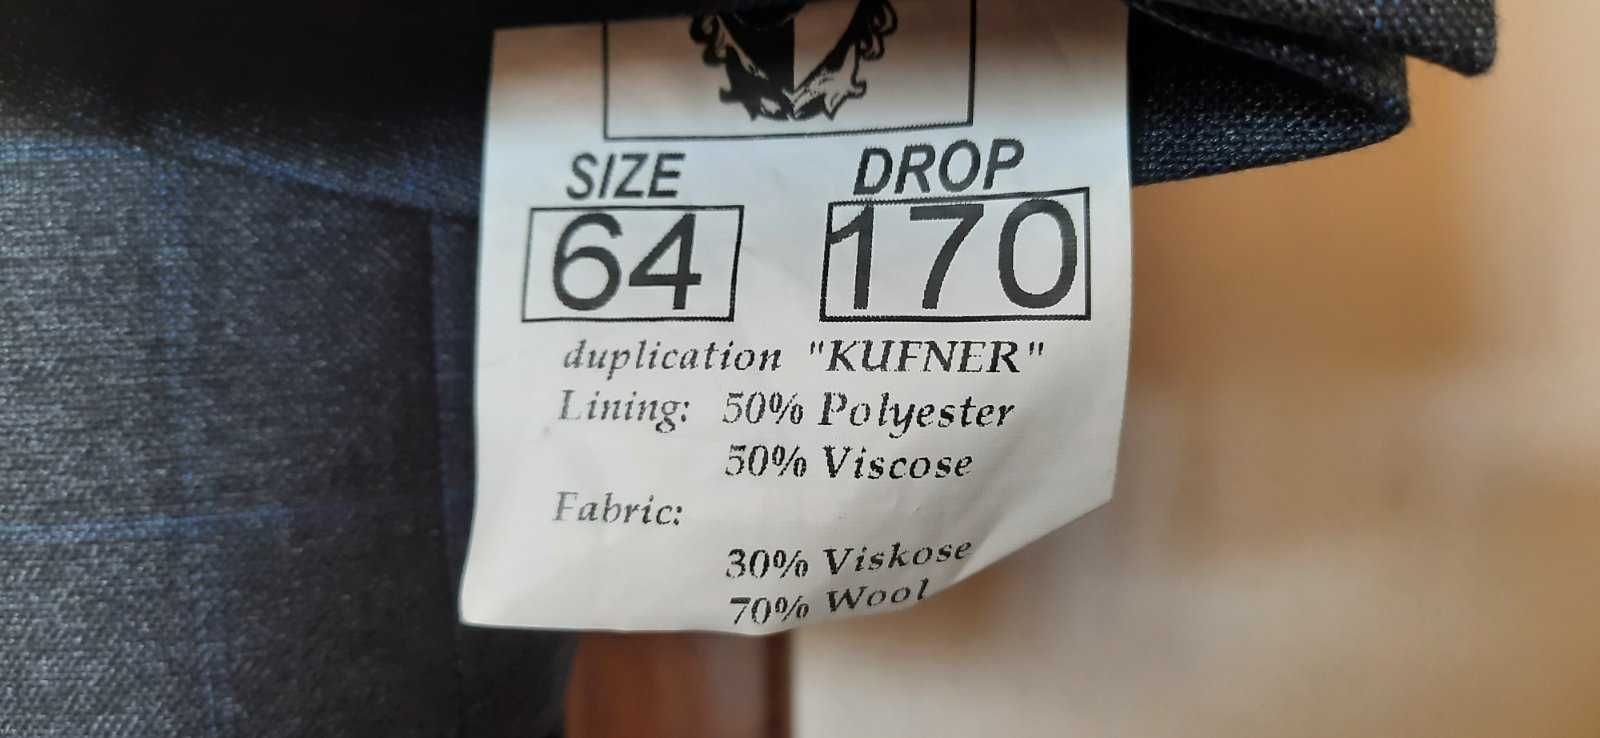 SIZE DROP
64 170
duplication "KUFNER"
Lining: 50% Polyester
50% Viscose
Fabric:
30% Viskose
70% Wool